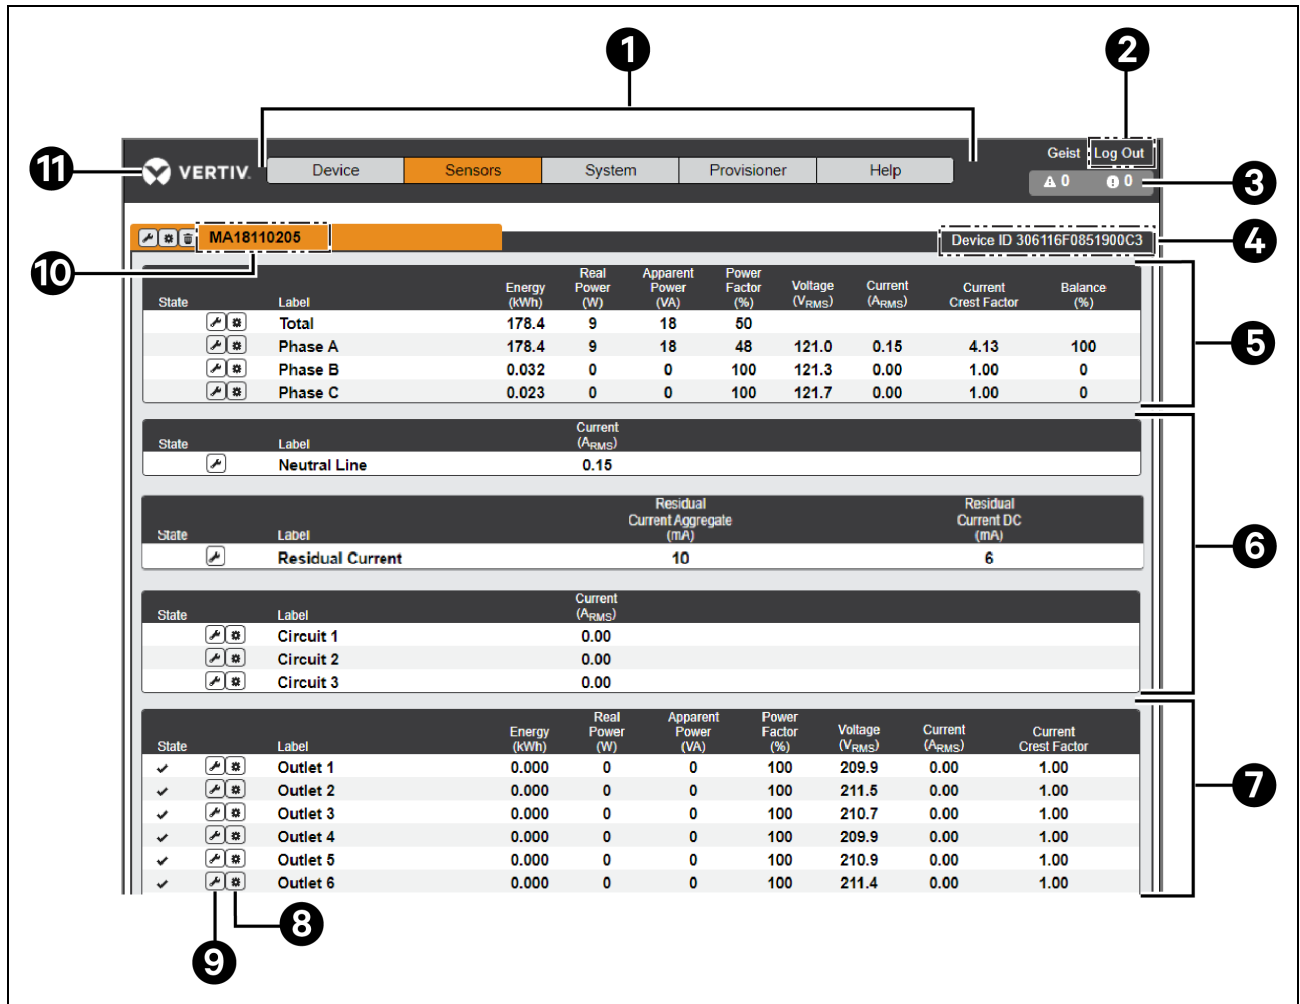 1
2
VERTIV.
Device
Sensors
System
Provisioner
Help
Geist
Log Out
0
0
11
3
MA18110205
Device ID 306116F0851900C3
4
10
State Label Energy (kWh) Real Power (W) Apparent Power (VA) Power Factor (%) Voltage (VRMS) Current (ARMS) Current Crest Factor Balance (%)
Total 178.4 9 18 50
Phase A 178.4 9 18 48 121.0 0.15 4.13 100
Phase B 0.032 0 0 100 121.3 0.00 1.00 0
Phase C 0.023 0 0 100 121.7 0.00 1.00 0
5
State Label Current (ARMS)
Neutral Line 0.15
State Label Residual Current Aggregate (mA) Residual Current DC (mA)
Residual Current 10 6
6
State Label Current (ARMS)
Circuit 1 0.00
Circuit 2 0.00
Circuit 3 0.00
State Label Energy (kWh) Real Power (W) Apparent Power (VA) Power Factor (%) Voltage (VRMS) Current (ARMS) Current Crest Factor
Outlet 1 0.000 0 0 100 209.9 0.00 1.00
Outlet 2 0.000 0 0 100 211.5 0.00 1.00
Outlet 3 0.000 0 0 100 210.7 0.00 1.00
Outlet 4 0.000 0 0 100 209.9 0.00 1.00
Outlet 5 0.000 0 0 100 210.9 0.00 1.00
Outlet 6 0.000 0 0 100 211.4 0.00 1.00
7
8
9